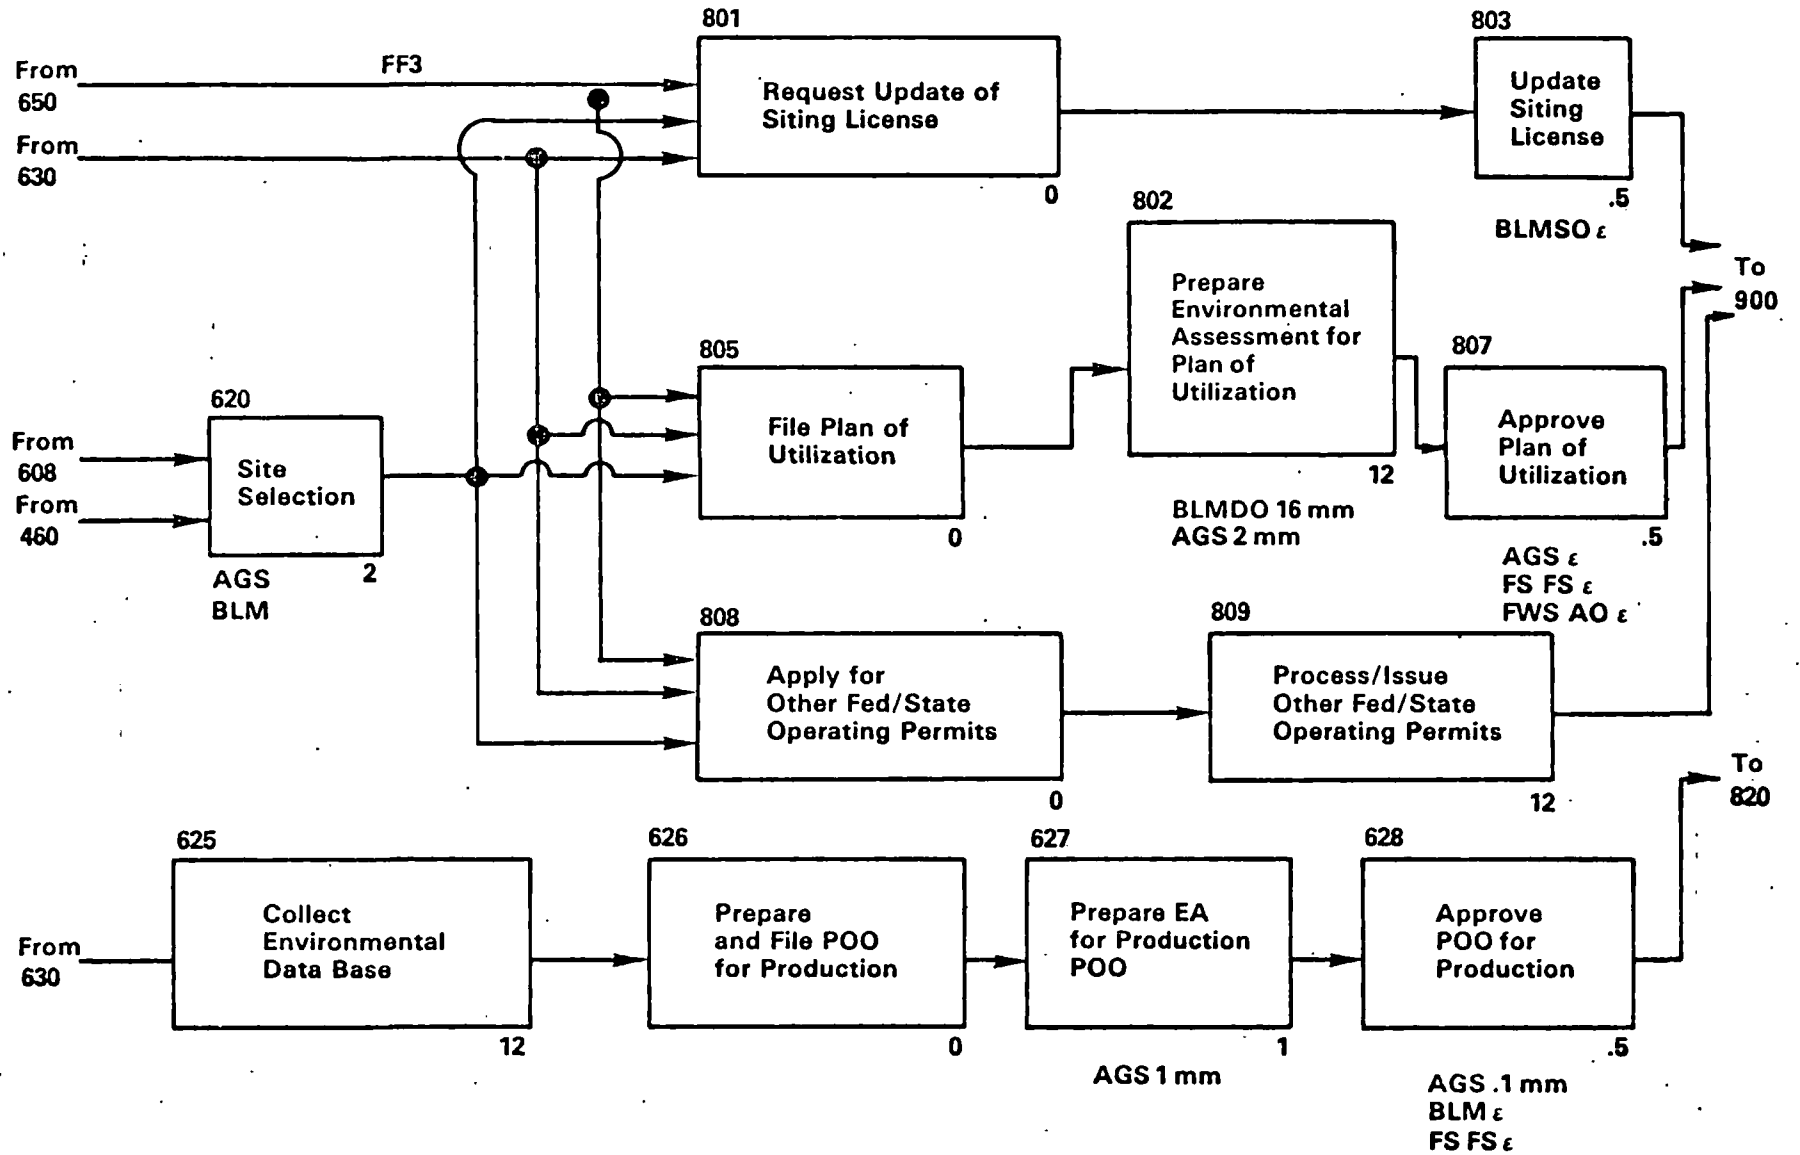 801
803
From
650
FF3
Request Update of
Siting License
Update
Siting
License
From
630
0
.5
BLMSO ε
802
Prepare
Environmental
Assessment for
Plan of
Utilization
12
BLMDO 16 mm
AGS 2 mm
To
900
805
File Plan of
Utilization
0
807
Approve
Plan of
Utilization
.5
AGS ε
FS FS ε
FWS AO ε
620
From
608
From
460
Site
Selection
2
AGS
BLM
808
Apply for
Other Fed/State
Operating Permits
0
809
Process/Issue
Other Fed/State
Operating Permits
12
To
820
625
From
630
Collect
Environmental
Data Base
12
626
Prepare
and File POO
for Production
0
627
Prepare EA
for Production
POO
1
AGS 1 mm
628
Approve
POO for
Production
.5
AGS .1 mm
BLM ε
FS FS ε